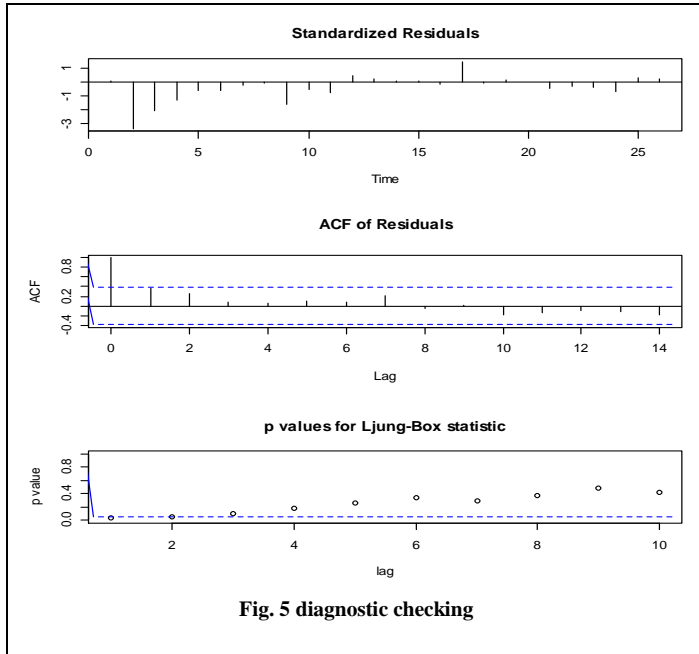 Standardized Residuals
1
-1
-3
0 5 10 15 20 25
Time
ACF of Residuals
ACF
0.8
0.2
-0.4
0 2 4 6 8 10 12 14
Lag
p values for Ljung-Box statistic
p value
0.8
0.4
0.0
2 4 6 8 10
lag
Fig. 5 diagnostic checking